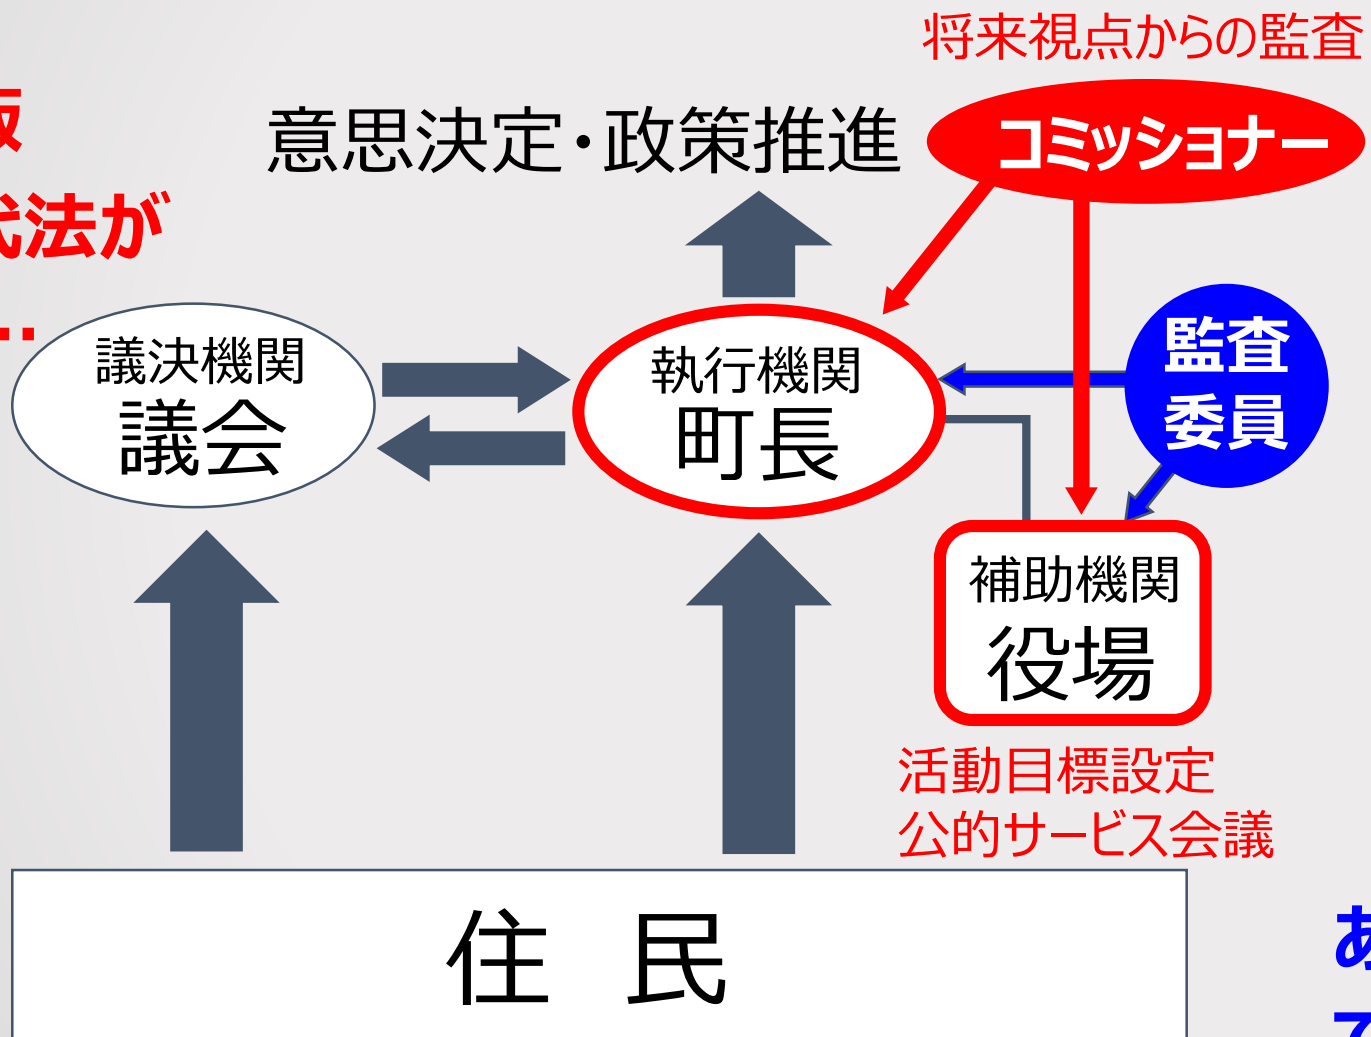 将来視点からの監査
コミッショナー
意思決定・政策推進
代法が
議決機関
議会
執行機関
町長
監査
委員
補助機関
役場
活動目標設定
公的サービス会議
住 民